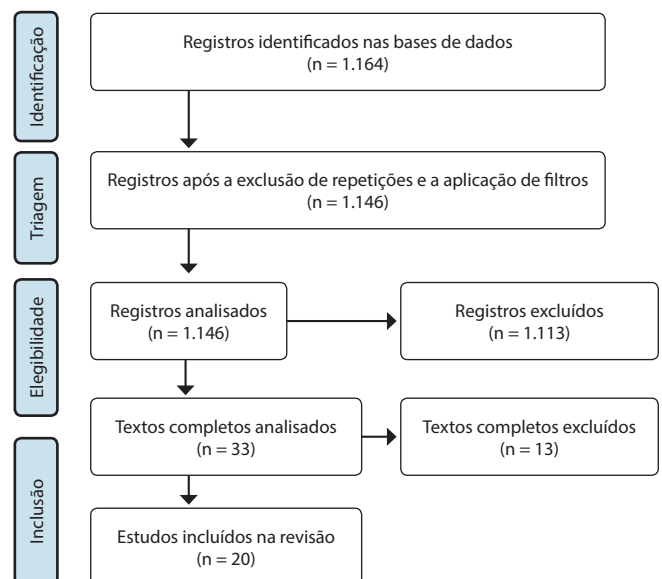 Identificação
Registros identificados nas bases de dados
(n = 1.164)
Triagem
Registros após a exclusão de repetições e a aplicação de filtros
(n = 1.146)
Elegibilidade
Registros analisados
(n = 1.146)
Registros excluídos
(n = 1.113)
Textos completos analisados
(n = 33)
Textos completos excluídos
(n = 13)
Inclusão
Estudos incluídos na revisão
(n = 20)